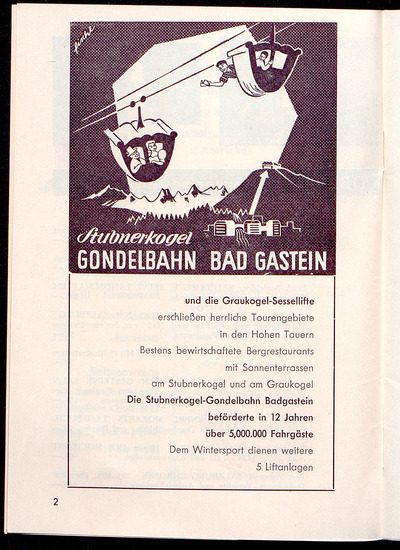 Stubnerkogel
GONDELBAHN BAD GASTEIN
und die Graukogel-Sessellifte
erschließen herrliche Tourengebiete
in den Hohen Tauern
Bestens bewirtschaftete Bergrestaurants
mit Sonnenterrassen
am Stubnerkogel und am Graukogel
Die Stubnerkogel-Gondelbahn Badgastein
beförderte in 12 Jahren
über 5,000.000 Fahrgäste
Dem Wintersport dienen weitere
5 Liftanlagen
2